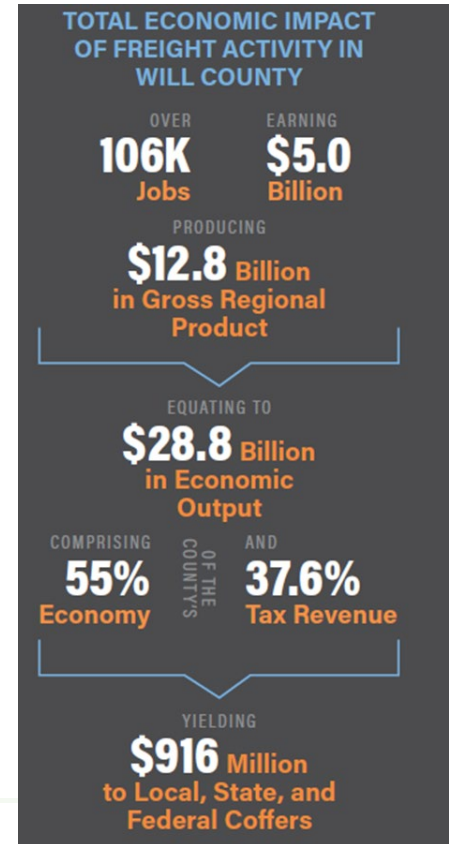 TOTAL ECONOMIC IMPACT
OF FREIGHT ACTIVITY IN
WILL COUNTY
OVER
106K
Jobs
EARNING
$5.0
Billion
PRODUCING
$12.8 Billion
in Gross Regional
Product
EQUATING TO
$28.8 Billion
in Economic
Output
COMPRISING
55%
Economy
OF THE
COUNTY'S
AND
37.6%
Tax Revenue
YIELDING
$916 Million
to Local, State, and
Federal Coffers